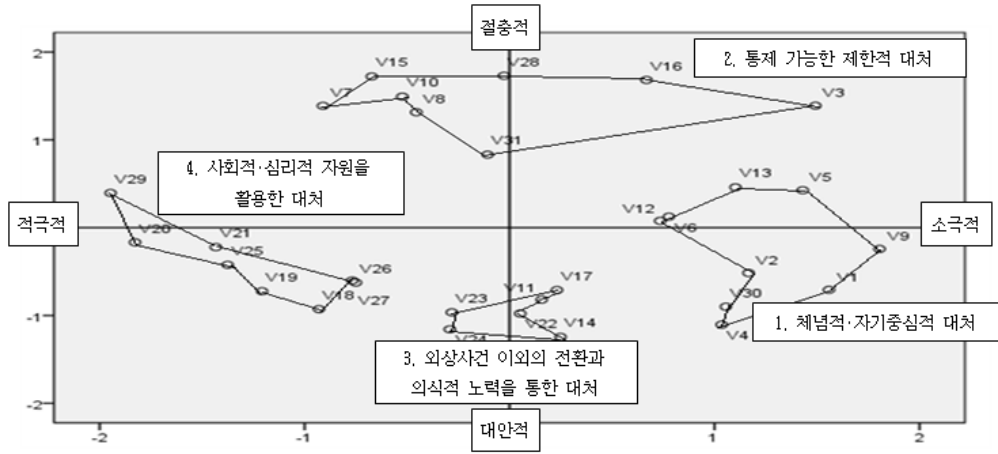 절충적
2. 통제 가능한 제한적 대처
2
V15
V28
V16
V10
V7
V8
V3
1
V31
4. 사회적·심리적 자원을
활용한 대처
V29
V13
V5
적극적
V12
소극적
V20
V21
V6
V9
V25
V2
V19
V26
V17
V1
V18
V27
V23
V11
V30
-1
V22
V14
V4
1. 체념적·자기중심적 대처
V24
3. 외상사건 이외의 전환과
의식적 노력을 통한 대처
-2
대안적
-2
-1
1
2